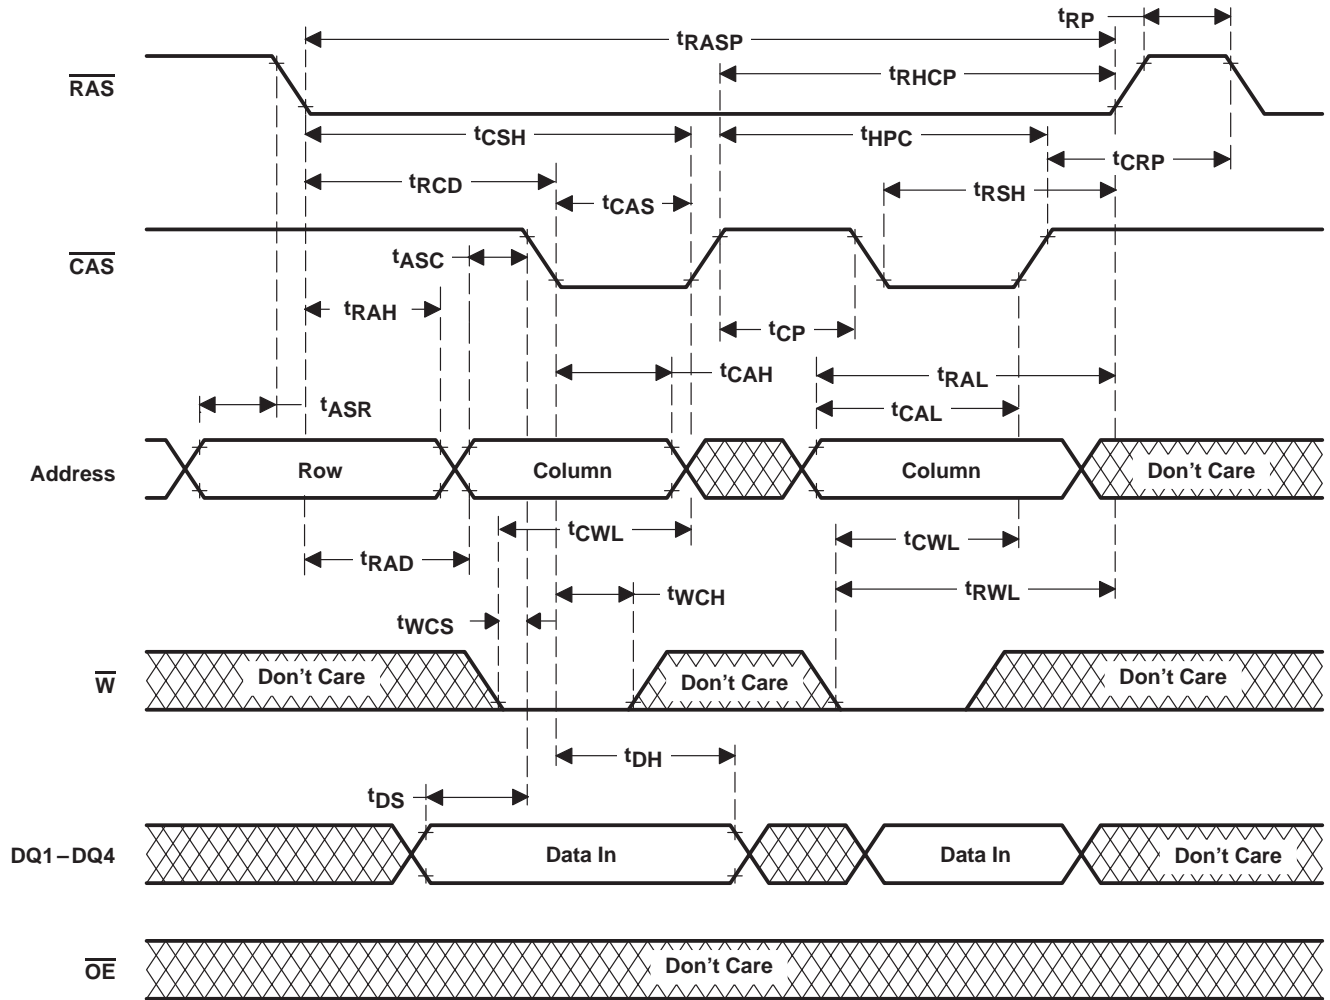 tRP
tRASP
tRHCP
RAS
tCSH
tHPC
tCRP
tRCD
tRSH
tCAS
CAS
tASC
tRAH
tCP
tCAH
tRAL
tASR
tCAL
Address
Row
Column
Column
Don't Care
tCWL
tCWL
tRAD
tRWL
tWCH
tWCS
W
Don't Care
Don't Care
Don't Care
tDH
tDS
DQ1–DQ4
Data In
Data In
Don't Care
OE
Don't Care